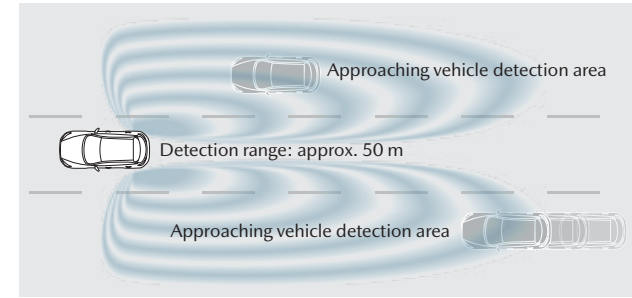 Approaching vehicle detection area
Detection range: approx. 50 m
Approaching vehicle detection area